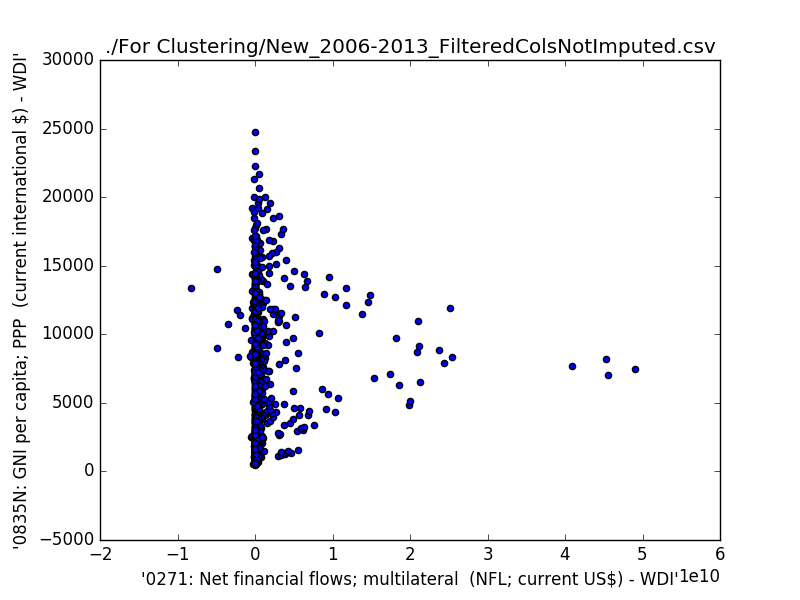 ./For Clustering/New_2006-2013_FilteredColsNotImputed.csv
'0835N: GNI per capita; PPP  (current international $) - WDI'
30000
25000
20000
15000
10000
5000
0
−5000
−2 −1 0 1 2 3 4 5 6
'0271: Net financial flows; multilateral  (NFL; current US$) - WDI'
1e10